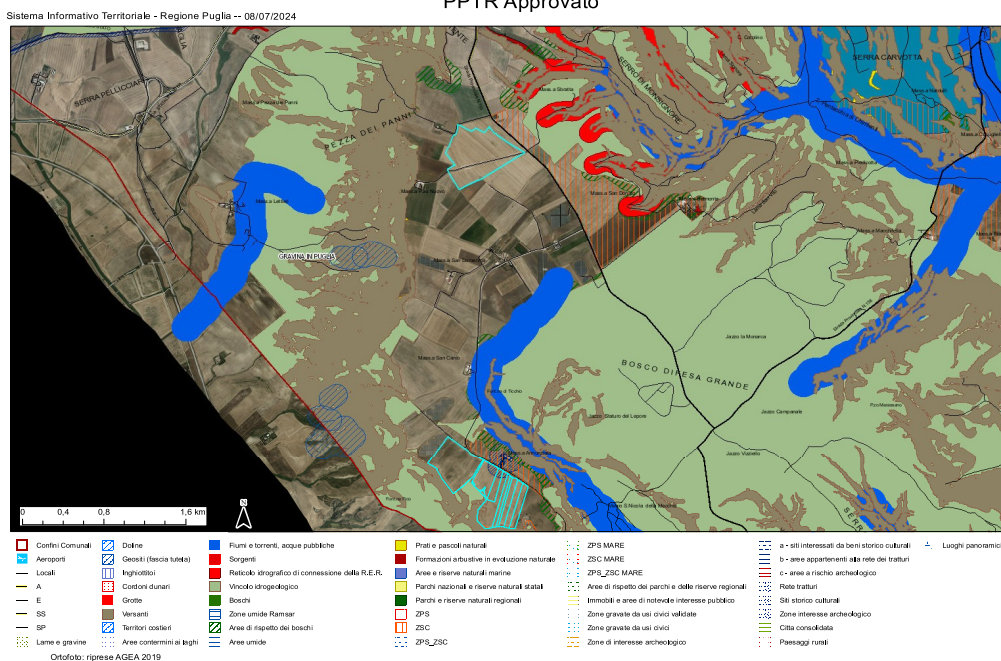 PPTR Approvato
Sistema Informativo Territoriale - Regione Puglia -- 08/07/2024
SERRA CARVOTTA
SERRO DI MONSIGNORE
SERRA PELLICCIARI
PEZZA DEI PANNI
GRAVINA IN PUGLIA
BOSCO DIFESA GRANDE
Jazzo la Monarca
Jazzo Campanale
0 0,4 0,8 1,6 km
N
Confini Comunali
Aeroporti
Locali
A
E
SS
SP
Lame e gravine
Doline
Geositi (fascia tutela)
Inghiottitoi
Cordoni dunari
Grotte
Versanti
Territori costieri
Aree contermini ai laghi
Fiumi e torrenti, acque pubbliche
Sorgenti
Reticolo idrografico di connessione della R.E.R.
Vincolo idrogeologico
Boschi
Zone umide Ramsar
Aree di rispetto dei boschi
Aree umide
Prati e pascoli naturali
Formazioni arbustive in evoluzione naturale
Aree e riserve naturali marine
Parchi nazionali e riserve naturali statali
Parchi e riserve naturali regionali
ZPS
ZSC
ZPS_ZSC
ZPS MARE
ZSC MARE
ZPS_ZSC MARE
Aree di rispetto dei parchi e delle riserve regionali
Immobili e aree di notevole interesse pubblico
Zone gravate da usi civici validate
Zone gravate da usi civici
Zone di interesse archeologico
a - siti interessati da beni storico culturali
b - aree appartenenti alla rete dei tratturi
c - aree a rischio archeologico
Rete tratturi
Siti storico culturali
Zone interesse archeologico
Citta consolidata
Paesaggi rurali
Luoghi panoramici
Ortofoto: riprese AGEA 2019